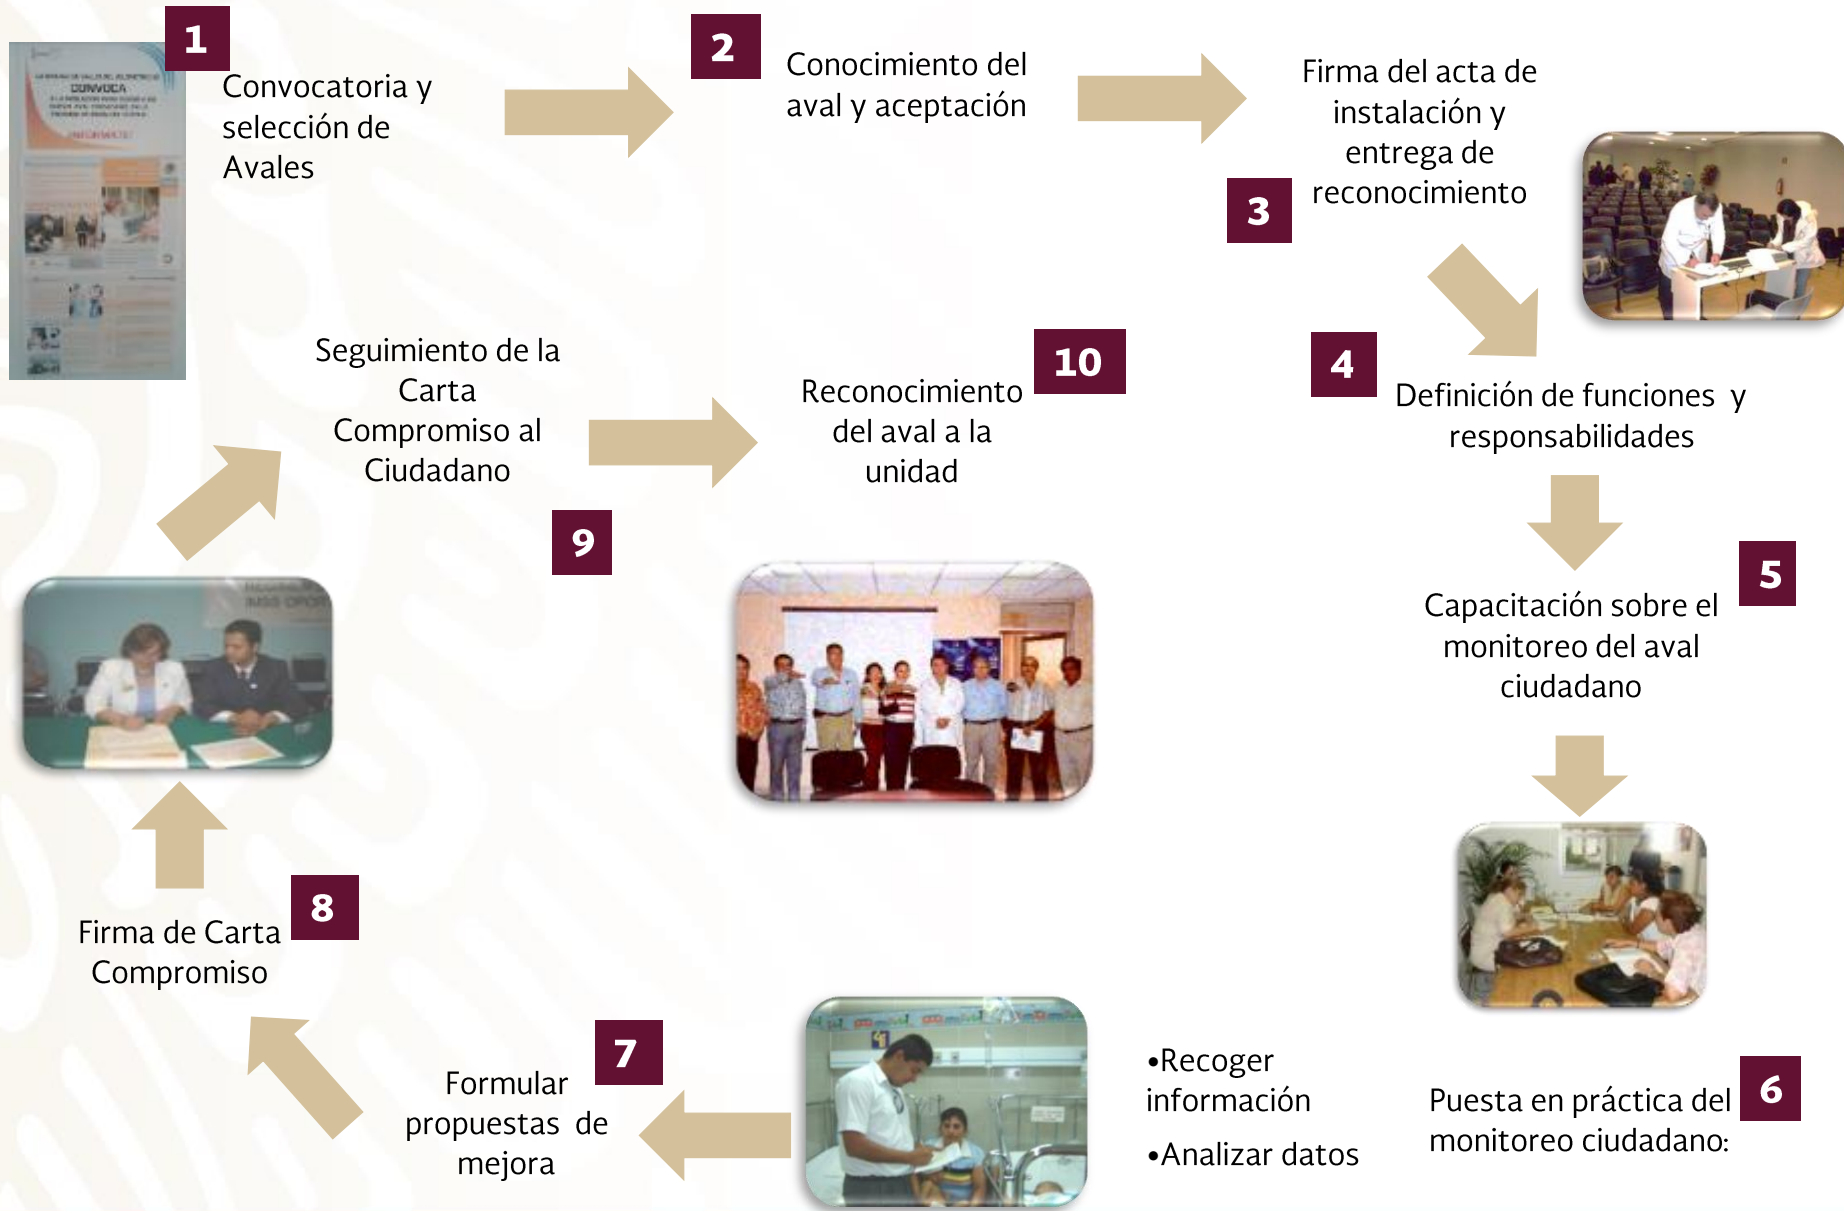 1
Convocatoria y
selección de
Avales
2
Conocimiento del
aval y aceptación
Firma del acta de
instalación y
entrega de
reconocimiento
3
4
Definición de funciones y
responsabilidades
5
Capacitación sobre el
monitoreo del aval
ciudadano
6
Puesta en práctica del
monitoreo ciudadano:
•Recoger
información
•Analizar datos
7
Formular
propuestas de
mejora
8
Firma de Carta
Compromiso
Seguimiento de la
Carta
Compromiso al
Ciudadano
9
10
Reconocimiento
del aval a la
unidad
CONVOCA